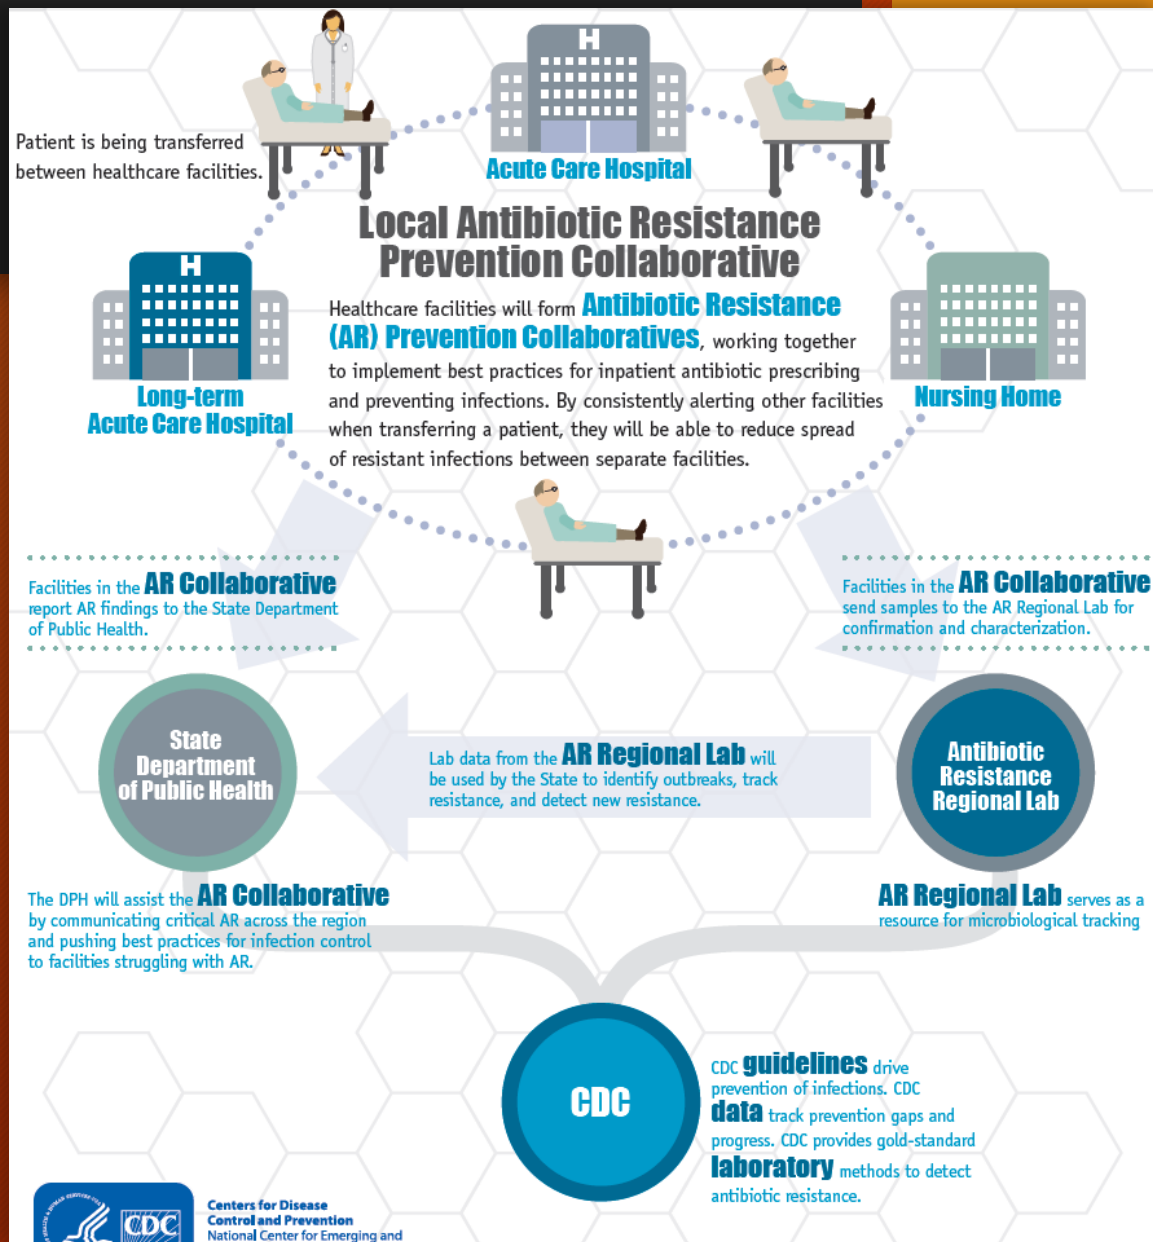 H
Patient is being transferred
between healthcare facilities.
Acute Care Hospital
Local Antibiotic Resistance
Prevention Collaborative
H
Healthcare facilities will form Antibiotic Resistance
(AR) Prevention Collaboratives, working together
to implement best practices for inpatient antibiotic prescribing
and preventing infections. By consistently alerting other facilities
when transferring a patient, they will be able to reduce spread
of resistant infections between separate facilities.
Long-term
Acute Care Hospital
Nursing Home
Facilities in the AR Collaborative
report AR findings to the State Department
of Public Health.
Facilities in the AR Collaborative
send samples to the AR Regional Lab for
confirmation and characterization.
State
Department
of Public Health
Lab data from the AR Regional Lab will
be used by the State to identify outbreaks, track
resistance, and detect new resistance.
Antibiotic
Resistance
Regional Lab
The DPH will assist the AR Collaborative
by communicating critical AR across the region
and pushing best practices for infection control
to facilities struggling with AR.
AR Regional Lab serves as a
resource for microbiological tracking
CDC
CDC guidelines drive
prevention of infections. CDC
data track prevention gaps and
progress. CDC provides gold-standard
laboratory methods to detect
antibiotic resistance.
CDC
Centers for Disease
Control and Prevention
National Center for Emerging and